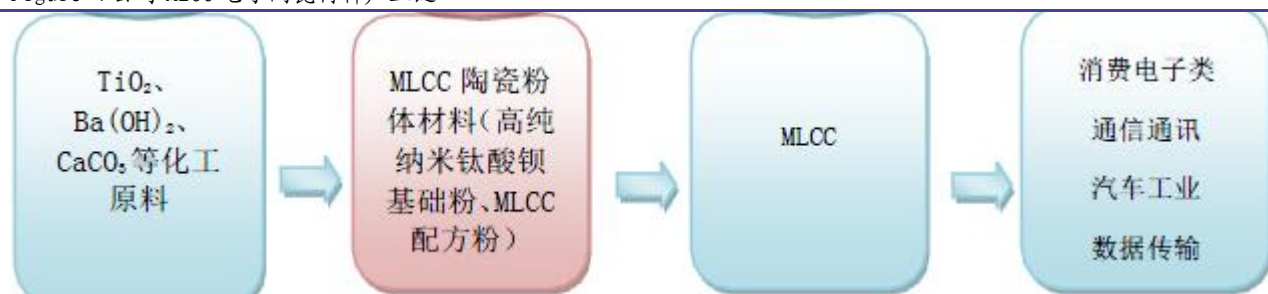 TiO₂、
Ba(OH)₂、
CaCO₃等化工
原料
MLCC 陶瓷粉
体材料（高纯
纳米钛酸钡
基础粉、MLCC
配方粉）
MLCC
消费电子类
通信通讯
汽车工业
数据传输